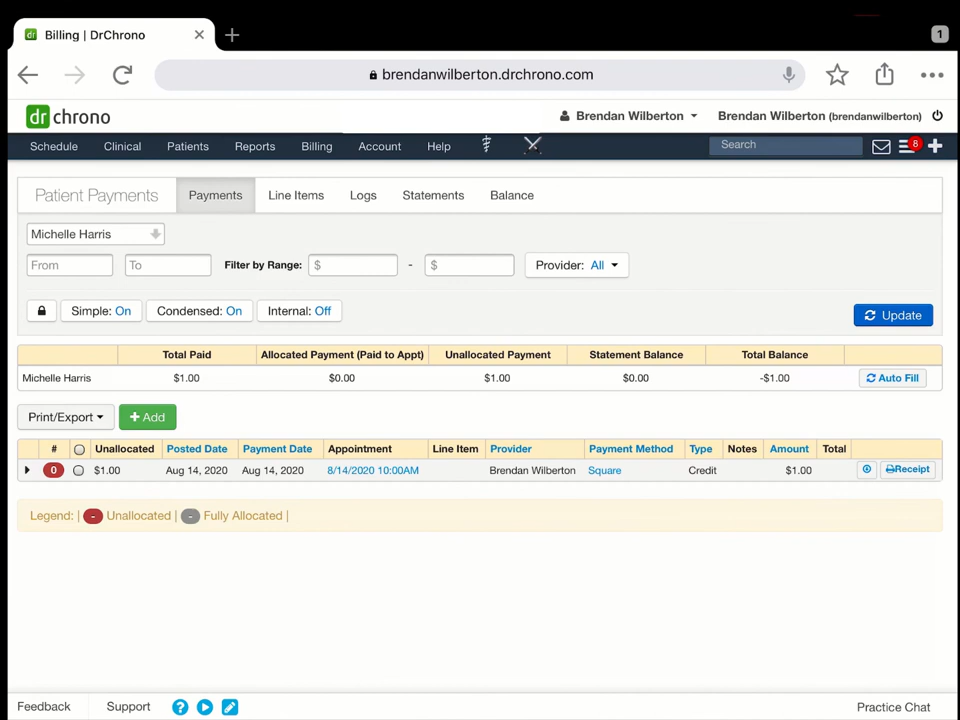 dr Billing | DrChrono
1
brendanwilberton.drchrono.com
dr chrono Brendan Wilberton Brendan Wilberton (brendanwilberton)
Schedule Clinical Patients Reports Billing Account Help Search 8
Patient Payments Payments Line Items Logs Statements Balance
Michelle Harris
From To Filter by Range: $ - $ Provider: All
Simple: On Condensed: On Internal: Off Update
Total Paid Allocated Payment (Paid to Appt) Unallocated Payment Statement Balance Total Balance
Michelle Harris $1.00 $0.00 $1.00 $0.00 -$1.00 Auto Fill
Print/Export Add
# Unallocated Posted Date Payment Date Appointment Line Item Provider Payment Method Type Notes Amount Total
0 $1.00 Aug 14, 2020 Aug 14, 2020 8/14/2020 10:00AM Brendan Wilberton Square Credit $1.00 Receipt
Legend: | - Unallocated | - Fully Allocated |
Feedback Support ? Practice Chat